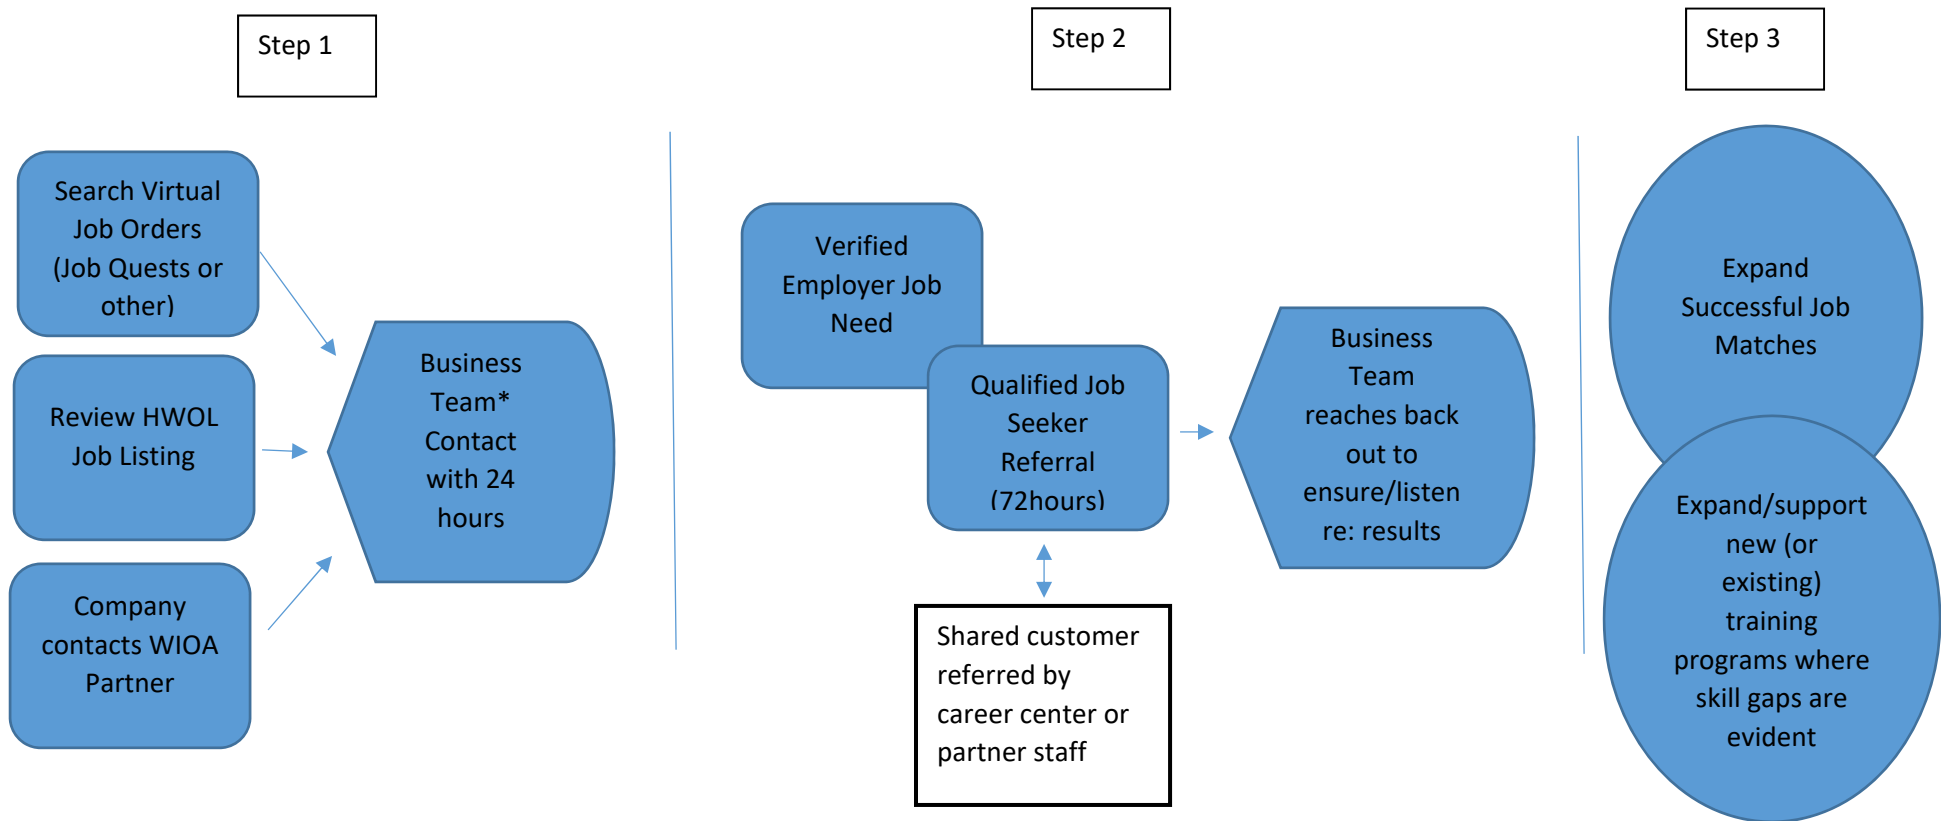 Step 1
Search Virtual
Job Orders
(Job Quests or
other)
Review HWOL
Job Listing
Company
contacts WIOA
Partner
Business
Team*
Contact
with 24
hours
Step 2
Verified
Employer Job
Need
Qualified Job
Seeker
Referral
(72hours)
Shared customer
referred by
career center or
partner staff
Business
Team
reaches back
out to
ensure/listen
re: results
Step 3
Expand
Successful Job
Matches
Expand/support
new (or
existing)
training
programs where
skill gaps are
evident